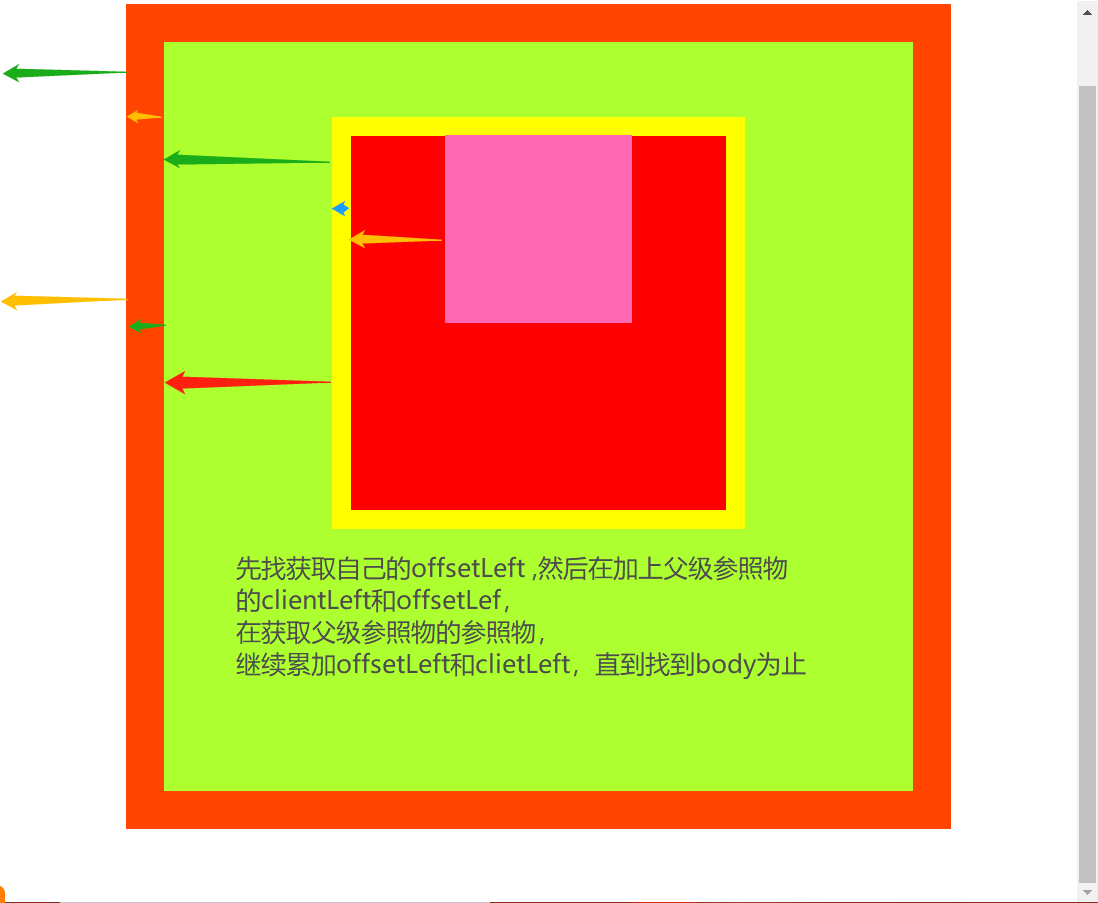 先找获取自己的offsetLeft ,然后在加上父级参照物
的clientLeft和offsetLef，
在获取父级参照物的参照物，
继续累加offsetLeft和clietLeft，直到找到body为止